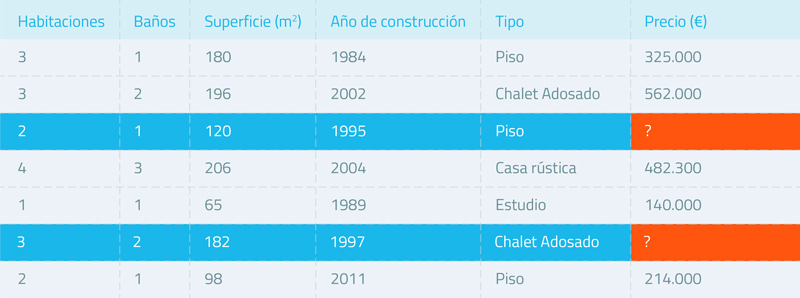 Habitaciones Baños Superficie (m²) Año de construcción Tipo Precio (€)
3 1 180 1984 Piso 325.000
3 2 196 2002 Chalet Adosado 562.000
2 1 120 1995 Piso ?
4 3 206 2004 Casa rústica 482.300
1 1 65 1989 Estudio 140.000
3 2 182 1997 Chalet Adosado ?
2 1 98 2011 Piso 214.000